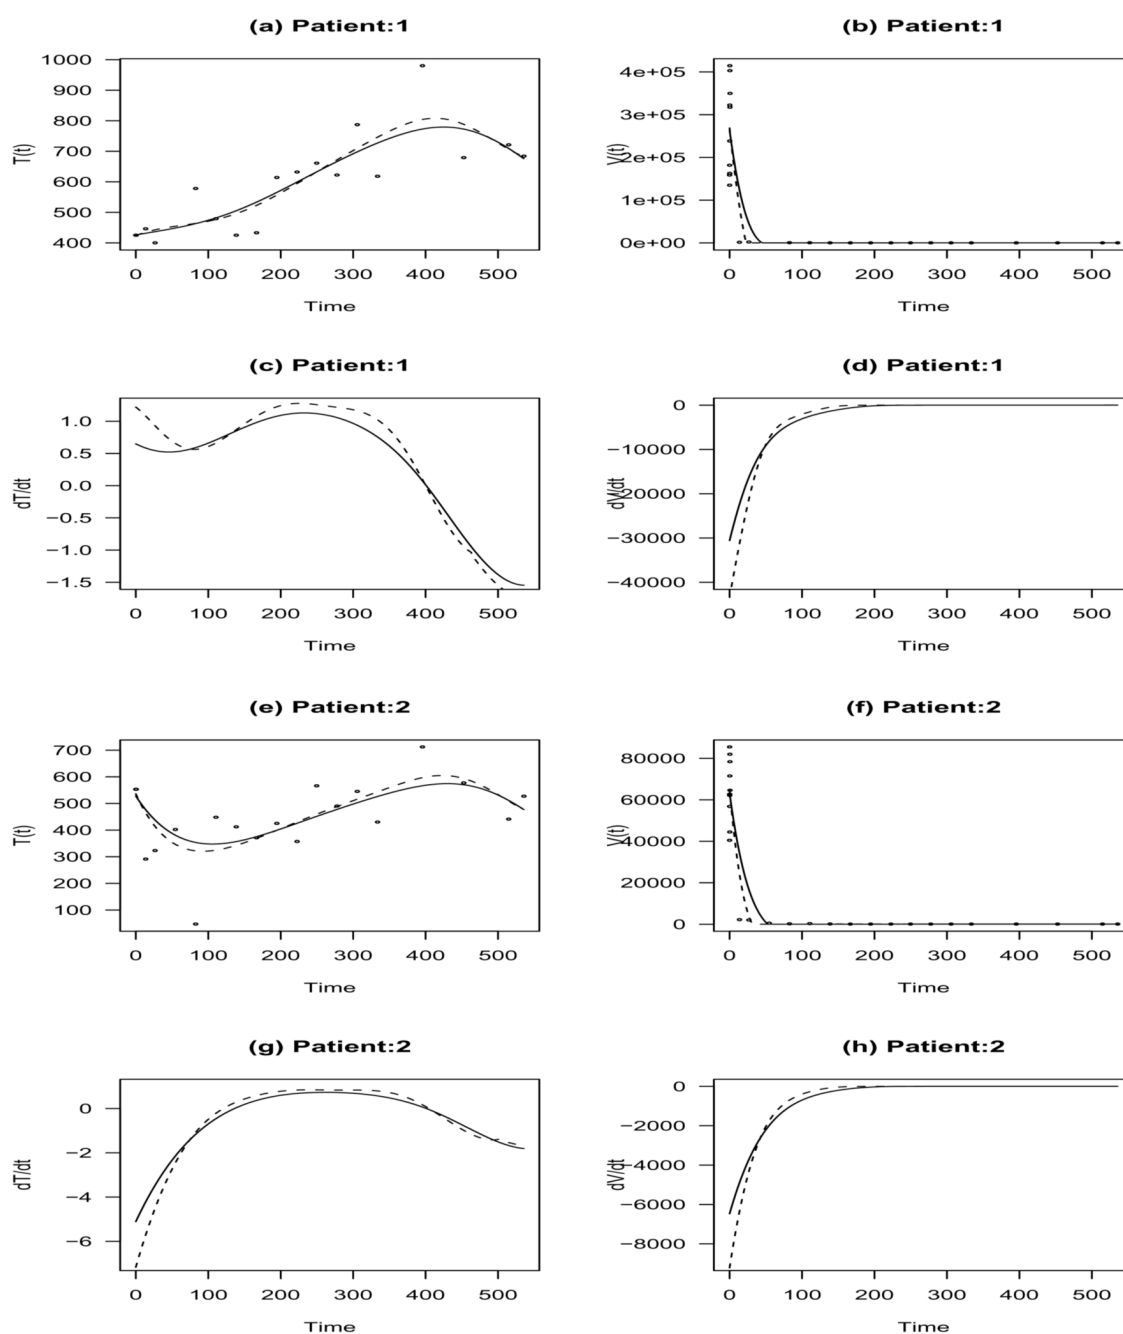 (a) Patient:1
(b) Patient:1
1000
900
800
700
600
500
400
T(t)
0 100 200 300 400 500
Time
4e+05
3e+05
2e+05
1e+05
0e+00
V(t)
0 100 200 300 400 500
Time
(c) Patient:1
(d) Patient:1
1.0
0.5
0.0
−0.5
−1.0
−1.5
dT/dt
0 100 200 300 400 500
Time
0
−10000
−20000
−30000
−40000
dV/dt
0 100 200 300 400 500
Time
(e) Patient:2
(f) Patient:2
700
600
500
400
300
200
100
T(t)
0 100 200 300 400 500
Time
80000
60000
40000
20000
0
V(t)
0 100 200 300 400 500
Time
(g) Patient:2
(h) Patient:2
0
−2
−4
−6
dT/dt
0 100 200 300 400 500
Time
0
−2000
−4000
−6000
−8000
dV/dt
0 100 200 300 400 500
Time